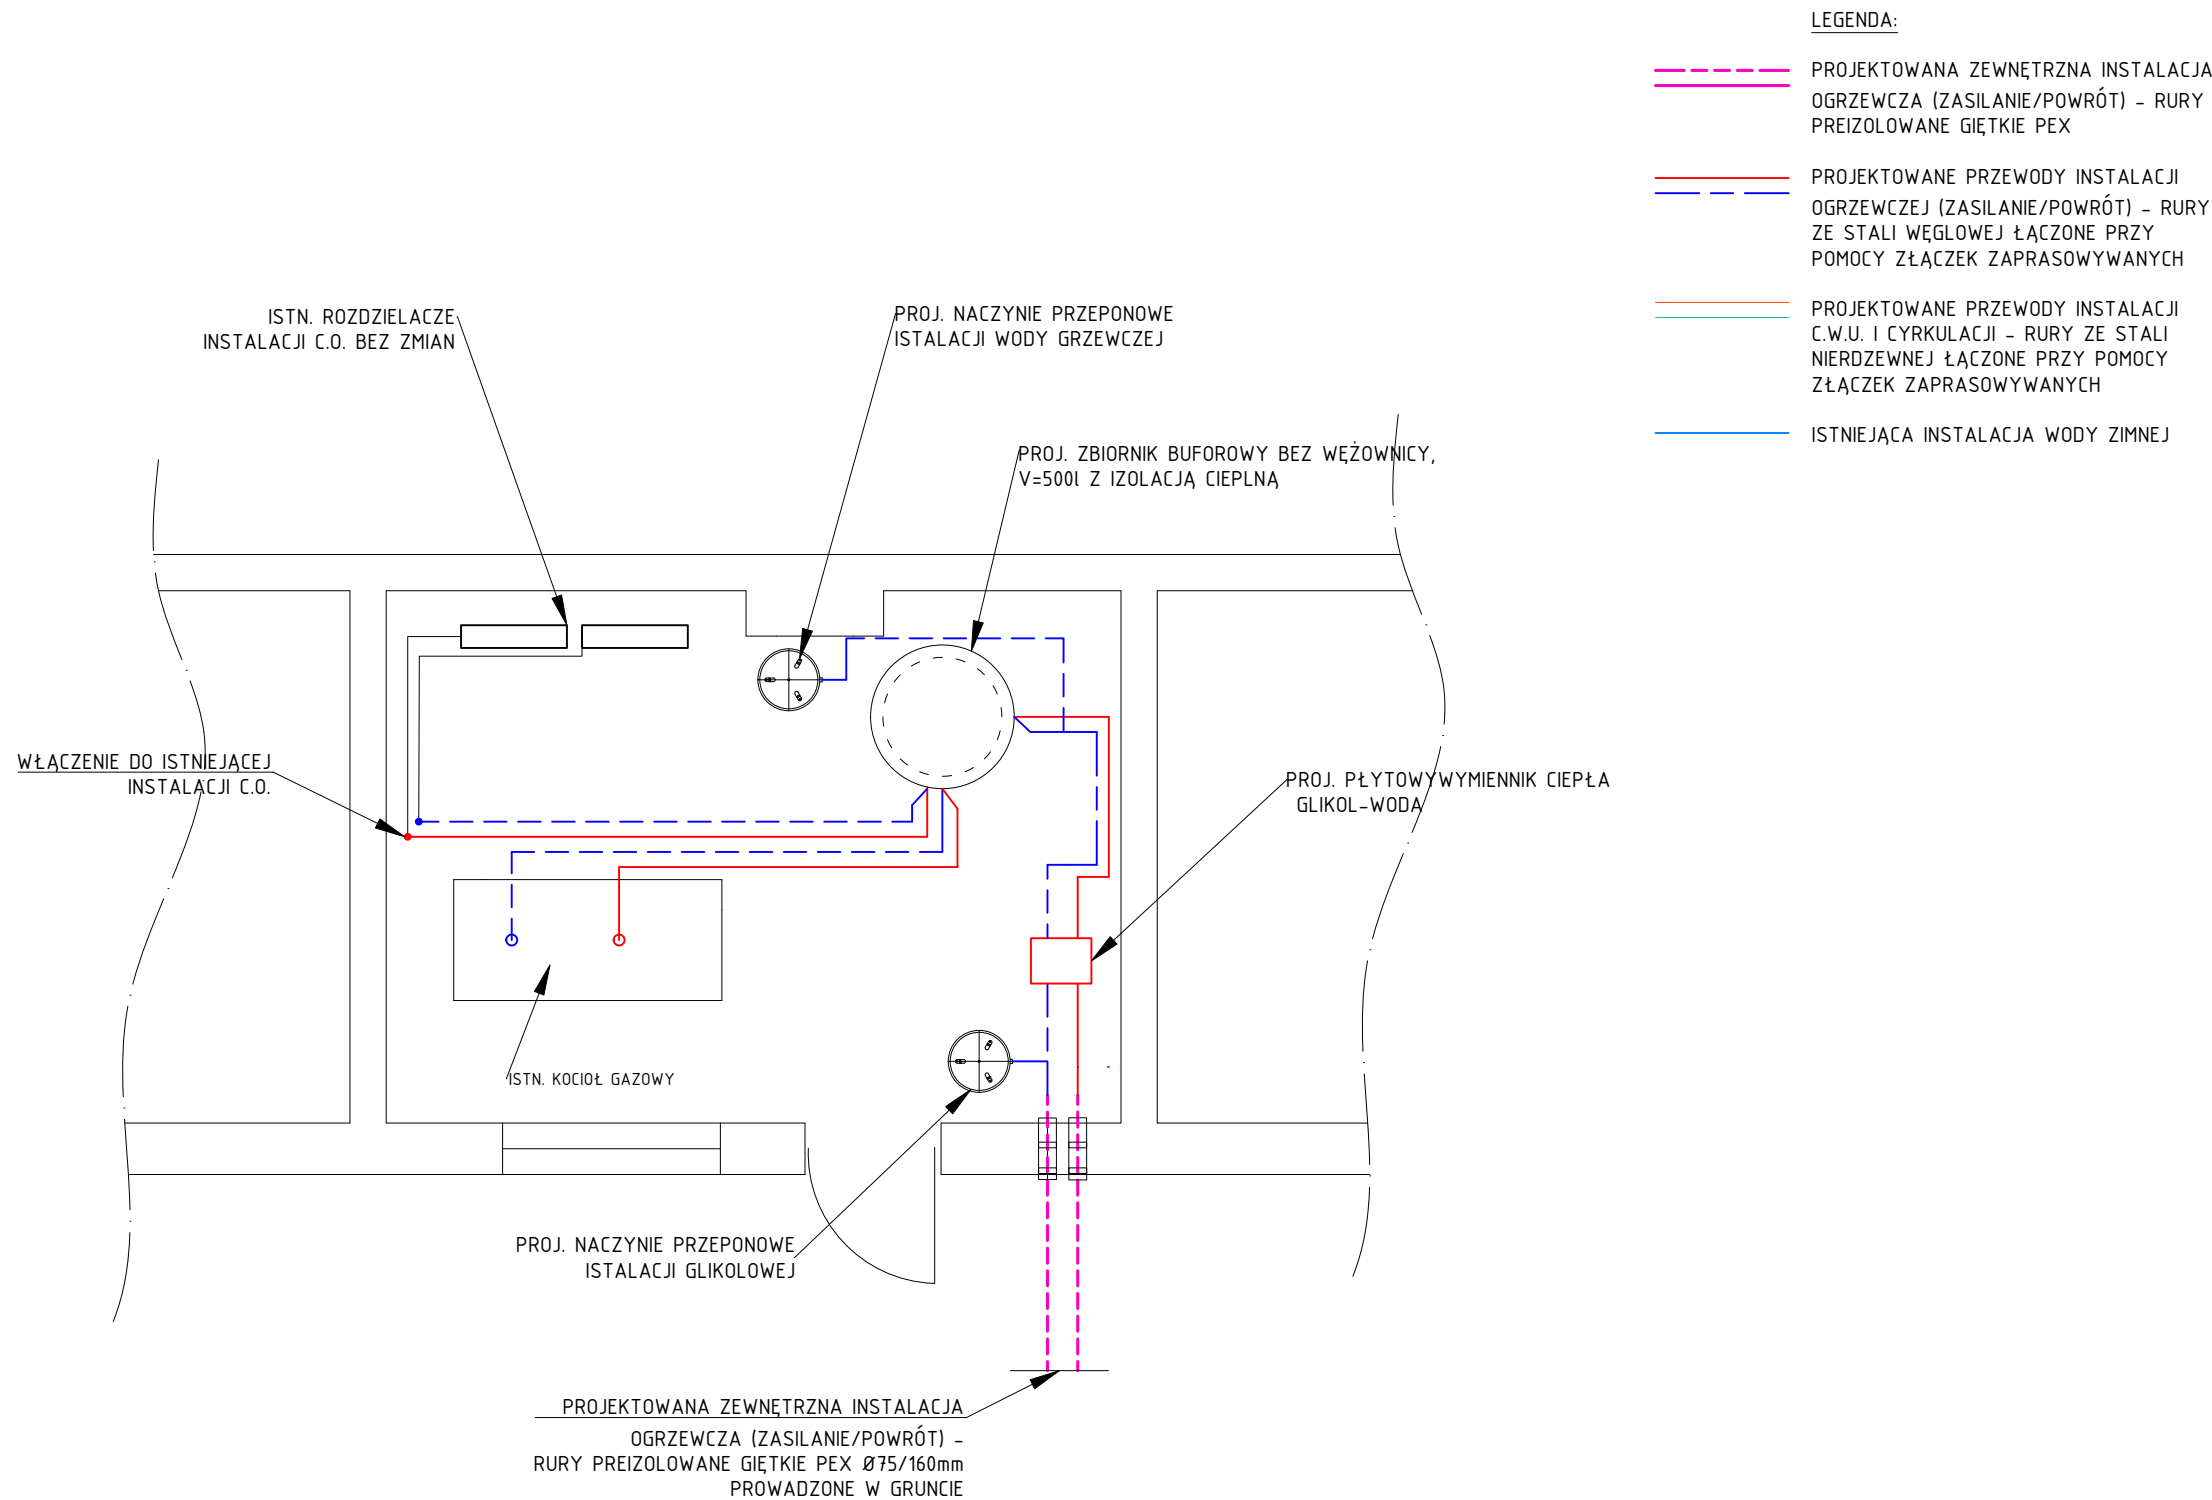 LEGENDA:
PROJEKTOWANA ZEWNĘTRZNA INSTALACJA
OGRZEWCZA (ZASILANIE/POWRÓT) – RURY
PREIZOLOWANE GIĘTKIE PEX
PROJEKTOWANE PRZEWODY INSTALACJI
OGRZEWCZEJ (ZASILANIE/POWRÓT) – RURY
ZE STALI WĘGLOWEJ ŁĄCZONE PRZY
POMOCY ZŁĄCZEK ZAPRASOWYWANYCH
PROJEKTOWANE PRZEWODY INSTALACJI
C.W.U. I CYRKULACJI – RURY ZE STALI
NIERDZEWNEJ ŁĄCZONE PRZY POMOCY
ZŁĄCZEK ZAPRASOWYWANYCH
ISTNIEJĄCA INSTALACJA WODY ZIMNEJ
ISTN. ROZDZIELACZE
INSTALACJI C.O. BEZ ZMIAN
PROJ. NACZYNIE PRZEPONOWE
ISTALACJI WODY GRZEWCZEJ
PROJ. ZBIORNIK BUFOROWY BEZ WĘŻOWNICY,
V=500l Z IZOLACJĄ CIEPLNĄ
WŁĄCZENIE DO ISTNIEJĄCEJ
INSTALACJI C.O.
PROJ. PŁYTOWYWYMIENNIK CIEPŁA
GLIKOL-WODA
ISTN. KOCIOŁ GAZOWY
PROJ. NACZYNIE PRZEPONOWE
ISTALACJI GLIKOLOWEJ
PROJEKTOWANA ZEWNĘTRZNA INSTALACJA
OGRZEWCZA (ZASILANIE/POWRÓT) –
RURY PREIZOLOWANE GIĘTKIE PEX Ø75/160mm
PROWADZONE W GRUNCIE